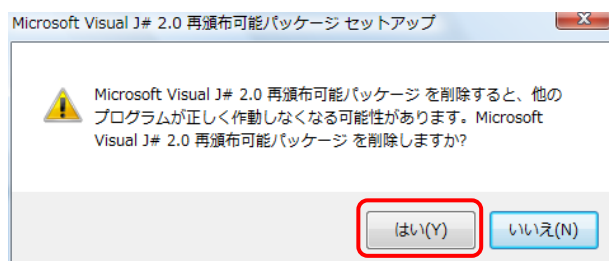 Microsoft Visual J# 2.0 再頒布可能パッケージ セットアップ
Microsoft Visual J# 2.0 再頒布可能パッケージ を削除すると、他の
プログラムが正しく作動しなくなる可能性があります。Microsoft
Visual J# 2.0 再頒布可能パッケージ を削除しますか?
はい(Y)
いいえ(N)